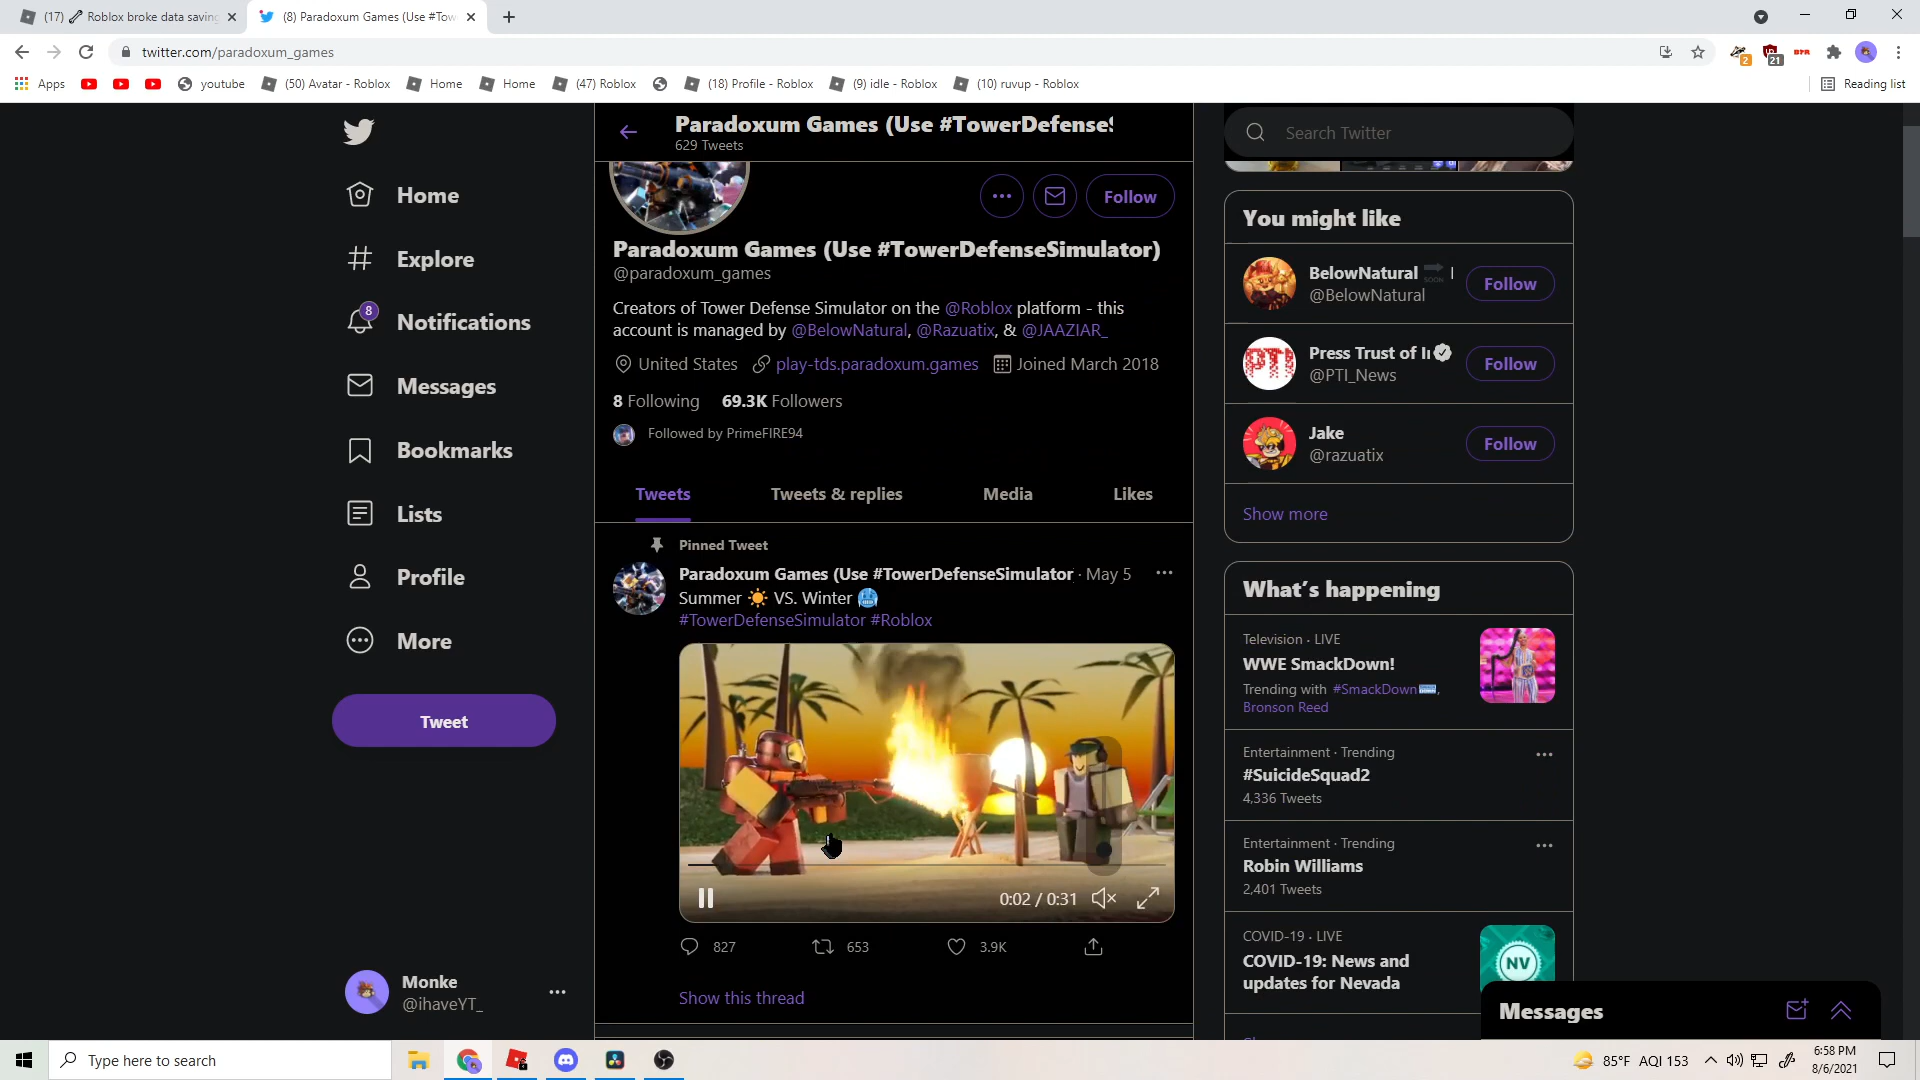 (17) 🦴 Roblox broke data saving
(8) Paradoxum Games (Use #Tow
twitter.com/paradoxum_games
2
21
Apps
youtube
(50) Avatar - Roblox
Home
Home
(47) Roblox
(18) Profile - Roblox
(9) idle - Roblox
(10) ruvup - Roblox
Reading list
Home
Explore
8
Notifications
Messages
Bookmarks
Lists
Profile
More
Tweet
Monke
@ihaveYT_
Paradoxum Games (Use #TowerDefenseS
629 Tweets
Follow
Paradoxum Games (Use #TowerDefenseSimulator)
@paradoxum_games
Creators of Tower Defense Simulator on the @Roblox platform - this
account is managed by @BelowNatural, @Razuatix, & @JAAZIAR_
United States play-tds.paradoxum.games Joined March 2018
8 Following 69.3K Followers
Followed by PrimeFIRE94
Tweets Tweets & replies Media Likes
Pinned Tweet
Paradoxum Games (Use #TowerDefenseSimulator · May 5
Summer ☀️ VS. Winter 🥶
#TowerDefenseSimulator #Roblox
0:02 / 0:31
827 653 3.9K
Show this thread
Search Twitter
You might like
BelowNatural
@BelowNatural
Follow
Press Trust of I
@PTI_News
Follow
PTI
Jake
@razuatix
Follow
Show more
What's happening
Television · LIVE
WWE SmackDown!
Trending with #SmackDown,
Bronson Reed
Entertainment · Trending
#SuicideSquad2
4,336 Tweets
Entertainment · Trending
Robin Williams
2,401 Tweets
COVID-19 · LIVE
COVID-19: News and
updates for Nevada
NV
Messages
Type here to search
85°F AQI 153
6:58 PM
8/6/2021